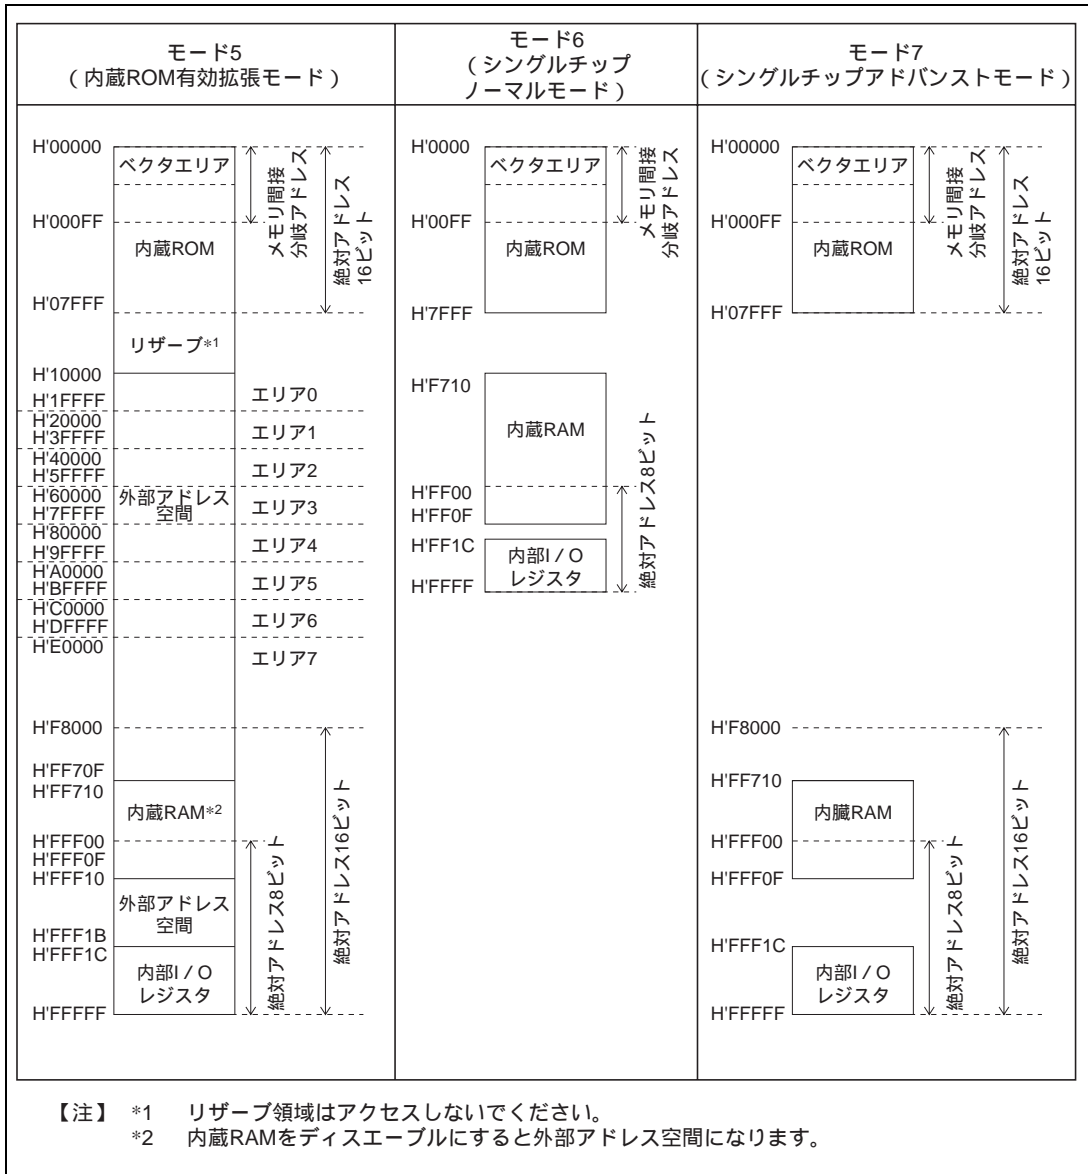 モード5
（内蔵ROM有効拡張モード）
H'00000
ベクタエリア
H'000FF
内蔵ROM
H'07FFF
リザーブ*1
H'10000
H'1FFFF
エリア0
H'20000
H'3FFFF
エリア1
H'40000
H'5FFFF
エリア2
H'60000
H'7FFFF
外部アドレス
空間
エリア3
H'80000
H'9FFFF
エリア4
H'A0000
H'BFFFF
エリア5
H'C0000
H'DFFFF
エリア6
H'E0000
エリア7
H'F8000
H'FF70F
H'FF710
内蔵RAM*2
H'FFF00
H'FFF0F
H'FFF10
外部アドレス
空間
H'FFF1B
H'FFF1C
内部I／O
レジスタ
H'FFFFF
メモリ間接
分岐アドレス
絶対アドレス
16ビット
絶対アドレス8ビット
絶対アドレス16ビット
モード6
（シングルチップ
ノーマルモード）
H'0000
ベクタエリア
H'00FF
内蔵ROM
H'7FFF
H'F710
内蔵RAM
H'FF00
H'FF0F
H'FF1C
内部I／O
レジスタ
H'FFFF
メモリ間接
分岐アドレス
絶対アドレス8ビット
モード7
（シングルチップアドバンストモード）
H'00000
ベクタエリア
H'000FF
内蔵ROM
H'07FFF
H'F8000
H'FF710
内臓RAM
H'FFF00
H'FFF0F
H'FFF1C
内部I／O
レジスタ
H'FFFFF
メモリ間接
分岐アドレス
絶対アドレス
16ビット
絶対アドレス8ビット
絶対アドレス16ビット
【注】 *1 リザーブ領域はアクセスしないでください。
*2 内蔵RAMをディスエーブルにすると外部アドレス空間になります。